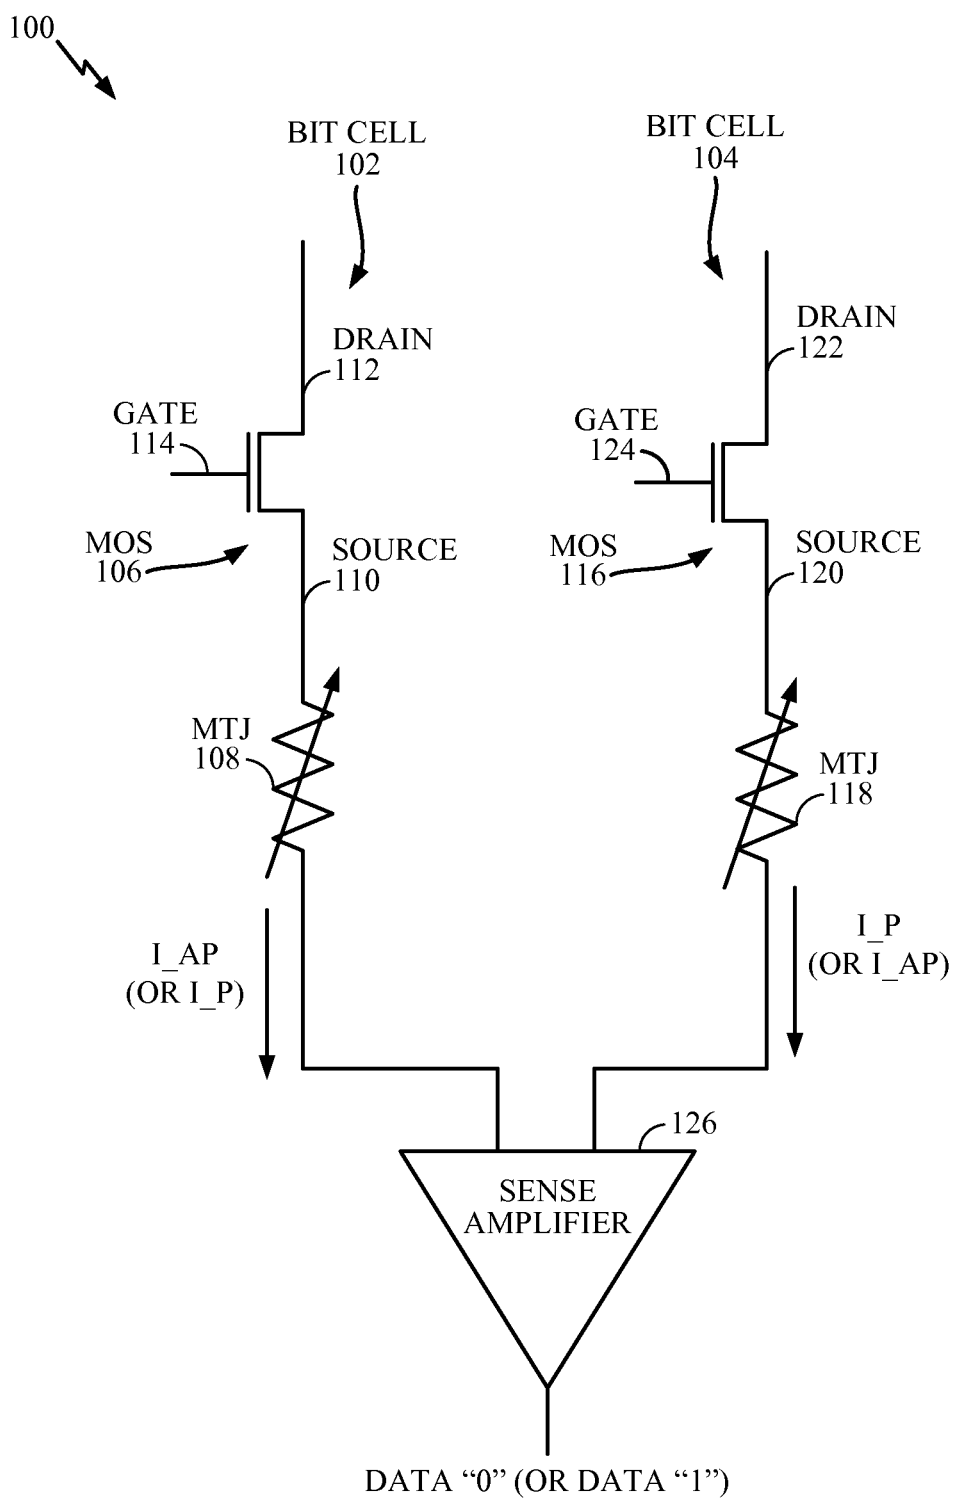 100
BIT CELL
102
BIT CELL
104
DRAIN
112
DRAIN
122
GATE
114
GATE
124
MOS
106
SOURCE
110
MOS
116
SOURCE
120
MTJ
108
MTJ
118
I_AP
(OR I_P)
I_P
(OR I_AP)
126
SENSE
AMPLIFIER
DATA “0” (OR DATA “1”)